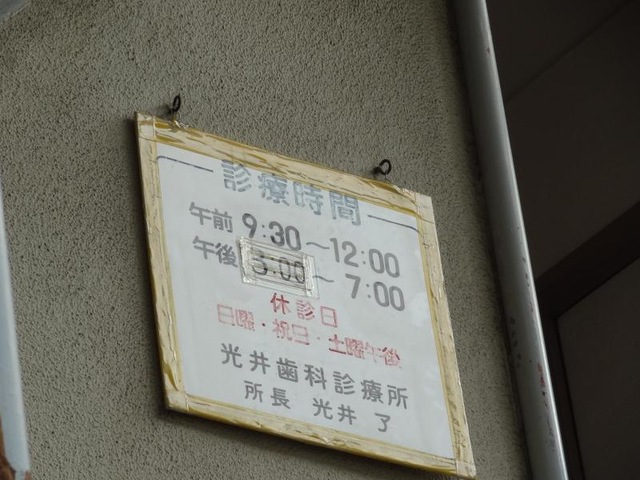 診療時間
午前 9:30～12:00
午後 3:00～ 7:00
休診日
日曜・祝日・土曜午後
光井歯科診療所
所長 光井 了